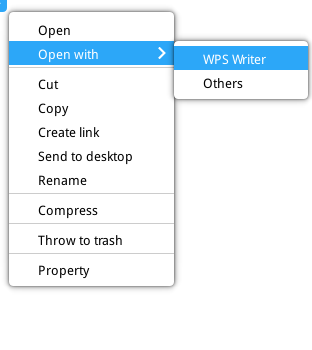 Open
Open with
WPS Writer
Others
Cut
Copy
Create link
Send to desktop
Rename
Compress
Throw to trash
Property